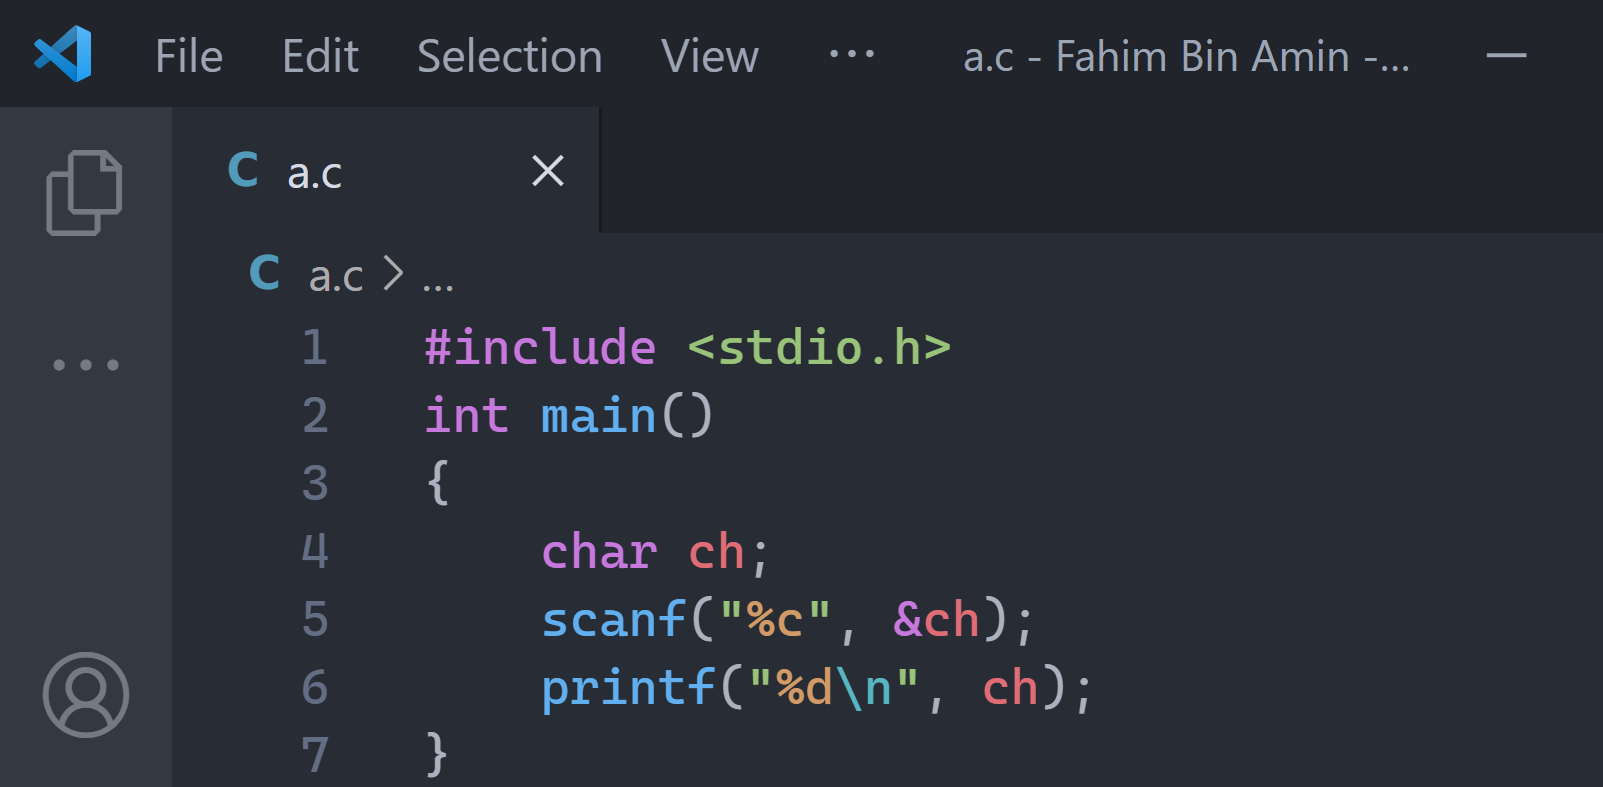 File Edit Selection View ··· a.c - Fahim Bin Amin -...
C a.c
C a.c > ...
1 #include <stdio.h>
2 int main()
3 {
4     char ch;
5     scanf("%c", &ch);
6     printf("%d\n", ch);
7 }